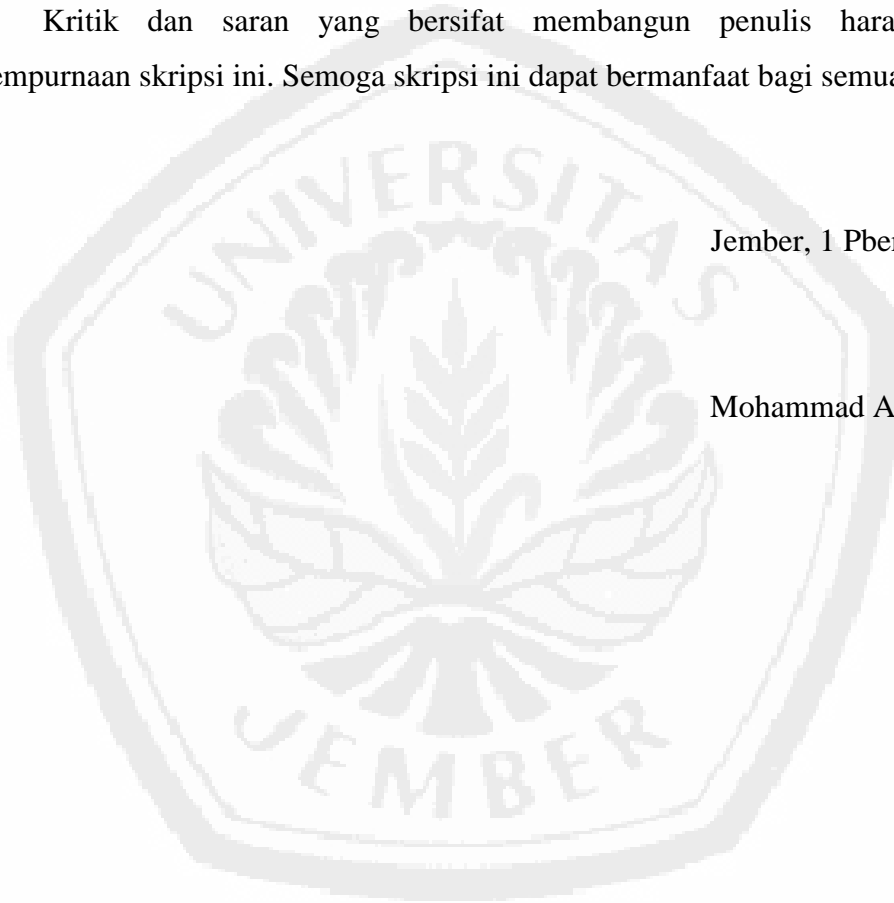 Kritik dan saran yang bersifat membangun penulis hara
empurnaan skripsi ini. Semoga skripsi ini dapat bermanfaat bagi semua
Jember, 1 Pber
Mohammad A
UNIVERSITAS
JEMBER